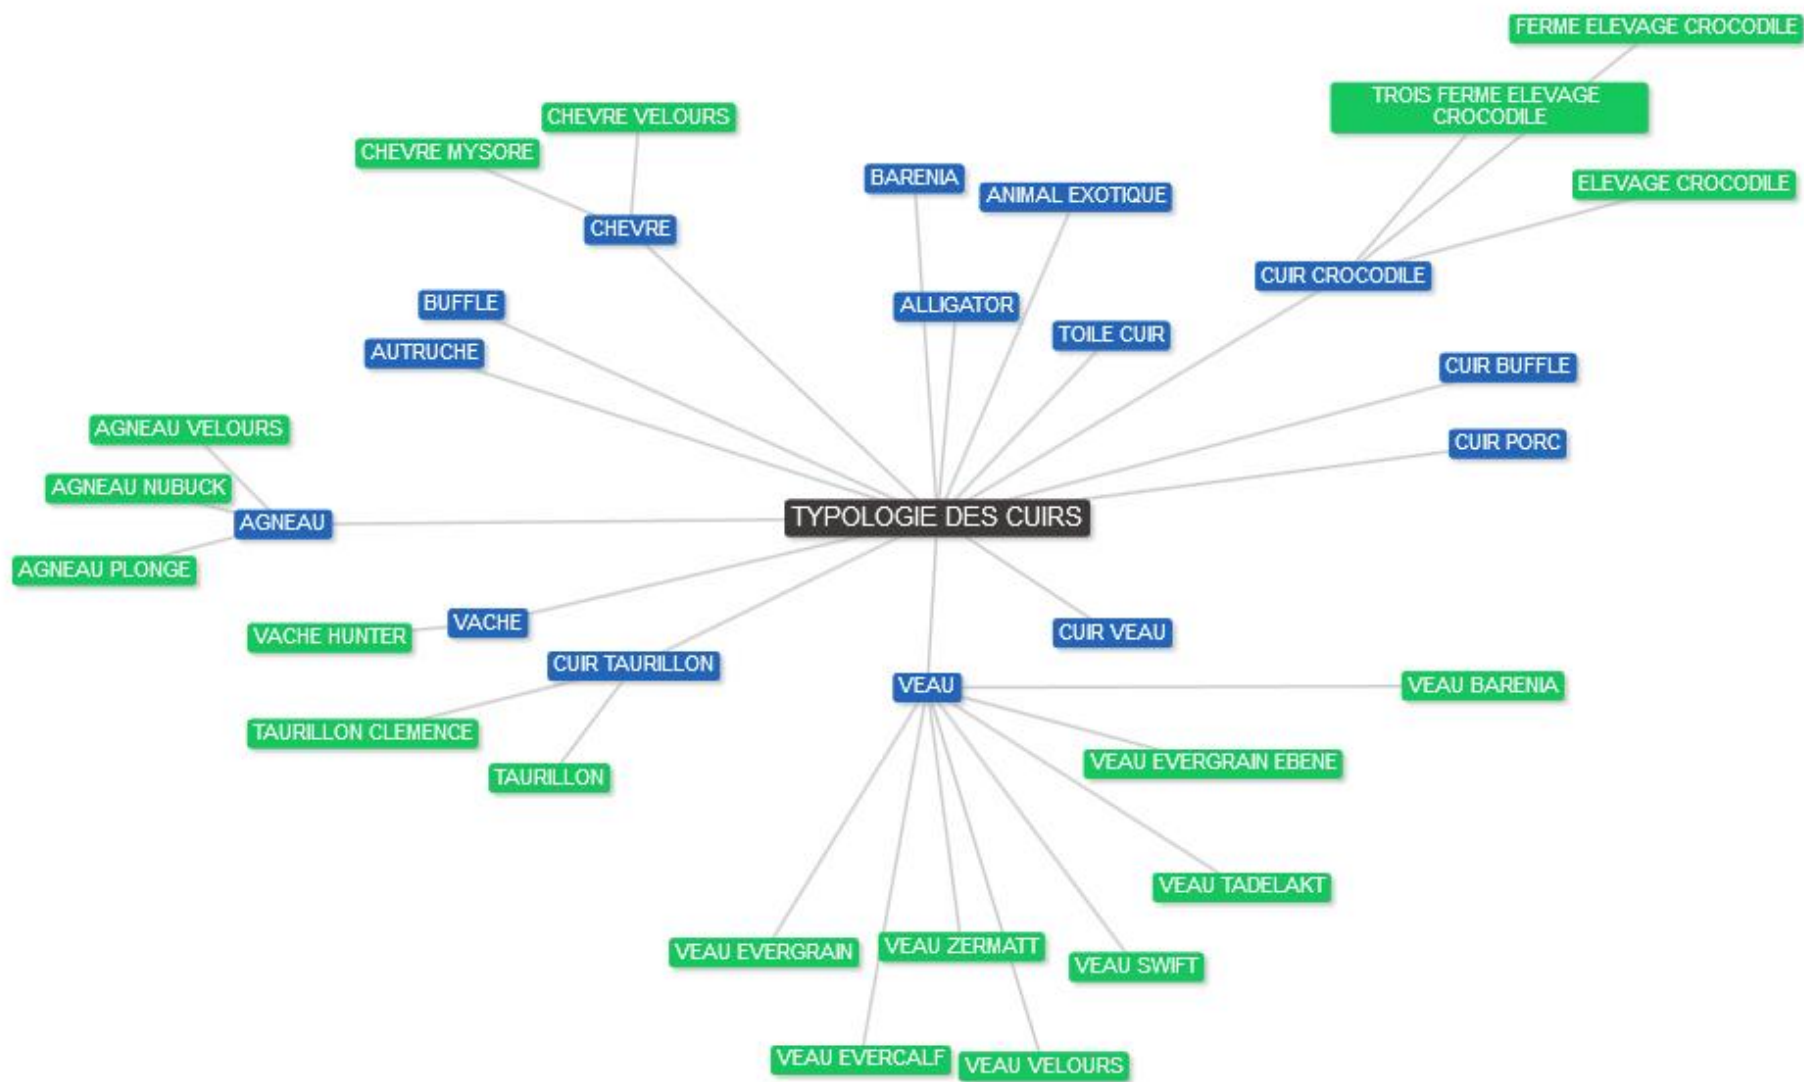 FERME ELEVAGE CROCODILE
TROIS FERME ELEVAGE
CROCODILE
CHEVRE VELOURS
CHEVRE MYSORE
BARENIA
ANIMAL EXOTIQUE
ELEVAGE CROCODILE
CHEVRE
CUIR CROCODILE
BUFFLE
ALLIGATOR
TOILE CUIR
AUTRUCHE
CUIR BUFFLE
AGNEAU VELOURS
CUIR PORC
AGNEAU NUBUCK
AGNEAU
TYPOLOGIE DES CUIRS
AGNEAU PLONGE
VACHE HUNTER
VACHE
CUIR VEAU
CUIR TAURILLON
VEAU
VEAU BARENIA
TAURILLON CLEMENCE
TAURILLON
VEAU EVERGRAIN EBENE
VEAU TADELAKT
VEAU EVERGRAIN
VEAU ZERMATT
VEAU SWIFT
VEAU EVERCALF
VEAU VELOURS